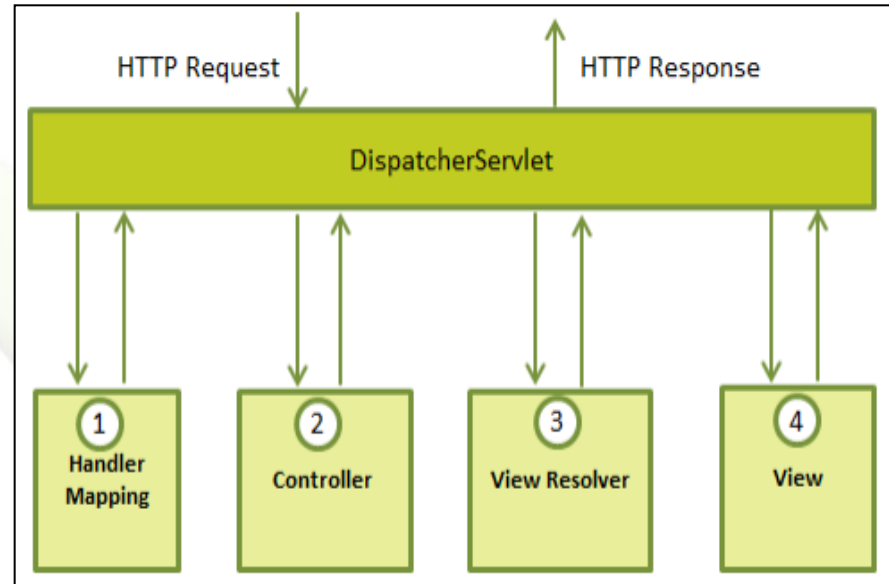 HTTP Request
HTTP Response
DispatcherServlet
1
Handler
Mapping
2
Controller
3
View Resolver
4
View